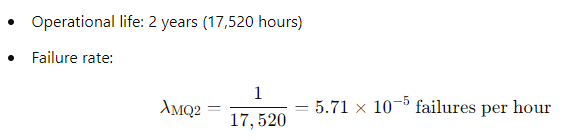 • Operational life: 2 years (17,520 hours)
• Failure rate:
λMQ2 = 1/17,520 = 5.71 × 10⁻⁵ failures per hour